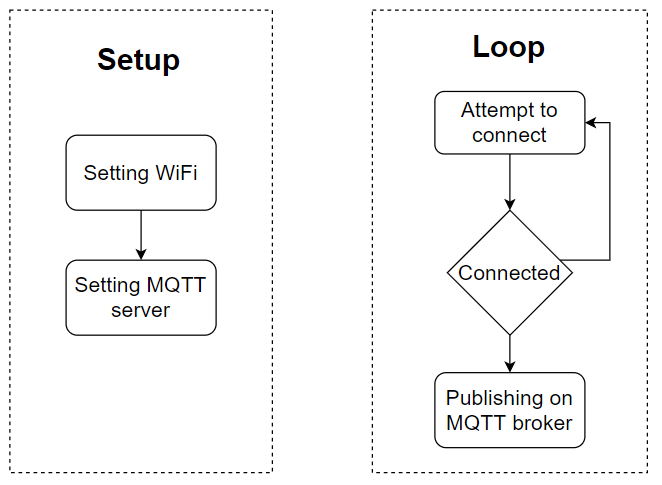 Setup
Setting WiFi
Setting MQTT
server
Loop
Attempt to
connect
Connected
Publishing on
MQTT broker